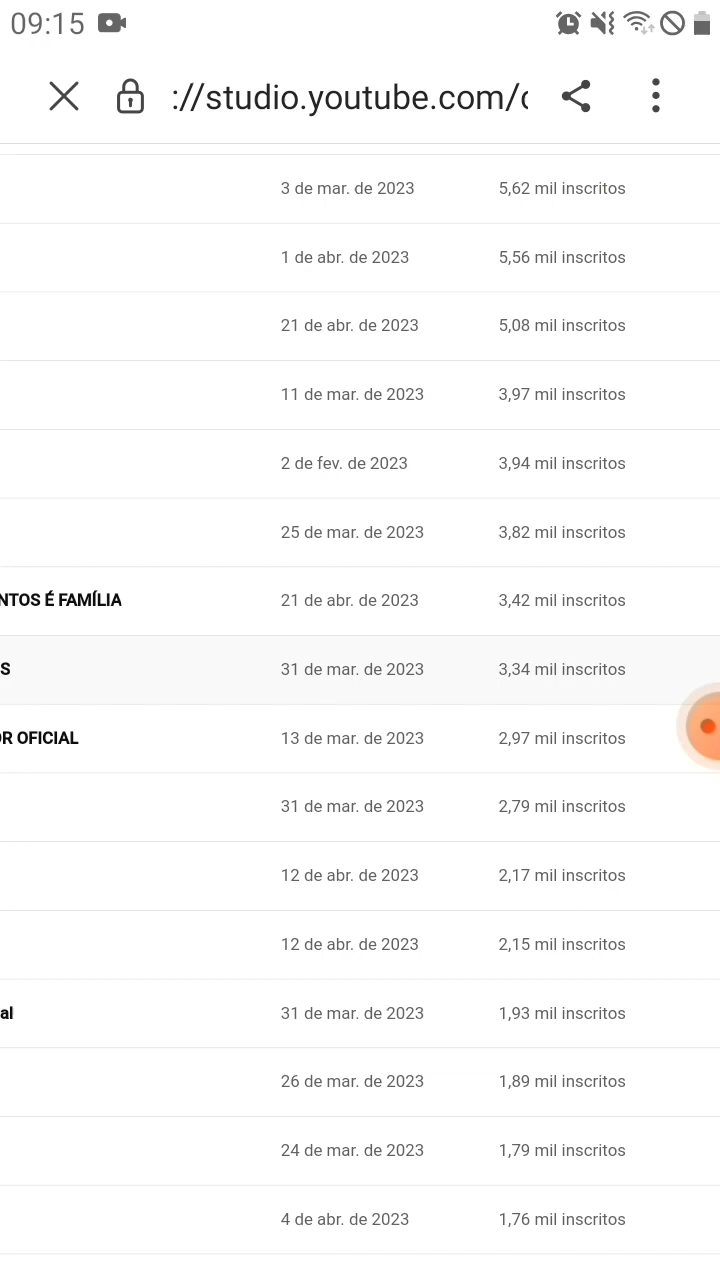 09:15
://studio.youtube.com/c
3 de mar. de 2023 5,62 mil inscritos
1 de abr. de 2023 5,56 mil inscritos
21 de abr. de 2023 5,08 mil inscritos
11 de mar. de 2023 3,97 mil inscritos
2 de fev. de 2023 3,94 mil inscritos
25 de mar. de 2023 3,82 mil inscritos
NTOS É FAMÍLIA 21 de abr. de 2023 3,42 mil inscritos
S 31 de mar. de 2023 3,34 mil inscritos
OR OFICIAL 13 de mar. de 2023 2,97 mil inscritos
31 de mar. de 2023 2,79 mil inscritos
12 de abr. de 2023 2,17 mil inscritos
12 de abr. de 2023 2,15 mil inscritos
al 31 de mar. de 2023 1,93 mil inscritos
26 de mar. de 2023 1,89 mil inscritos
24 de mar. de 2023 1,79 mil inscritos
4 de abr. de 2023 1,76 mil inscritos